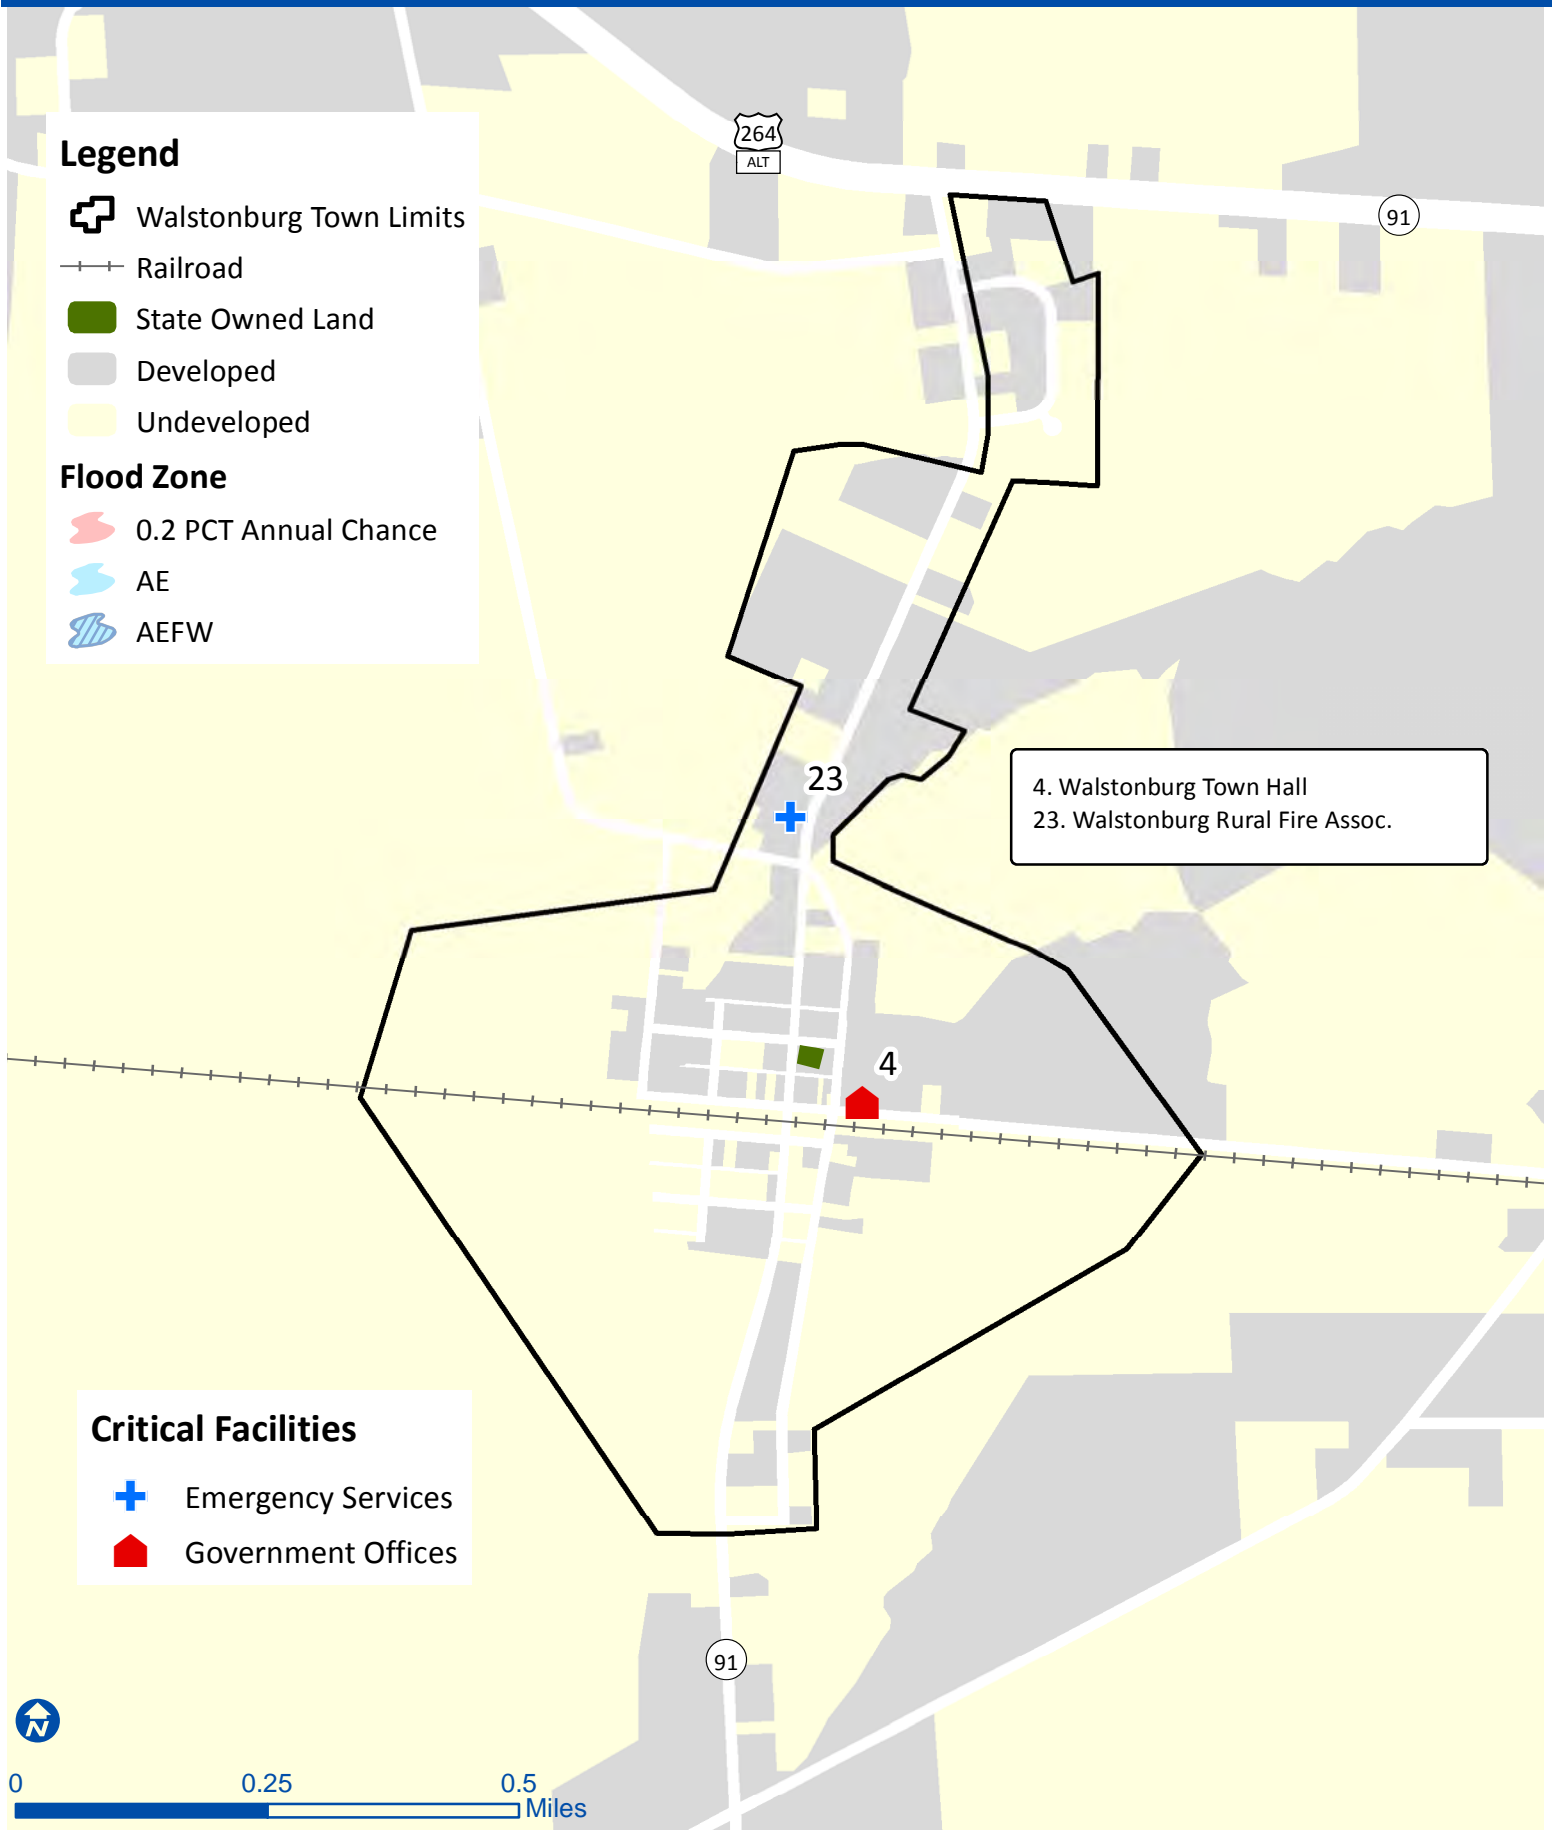 264
ALT
91
Legend
Walstonburg Town Limits
Railroad
State Owned Land
Developed
Undeveloped
Flood Zone
0.2 PCT Annual Chance
AE
AEFW
23
4. Walstonburg Town Hall
23. Walstonburg Rural Fire Assoc.
4
Critical Facilities
Emergency Services
Government Offices
91
N
0 0.25 0.5
Miles